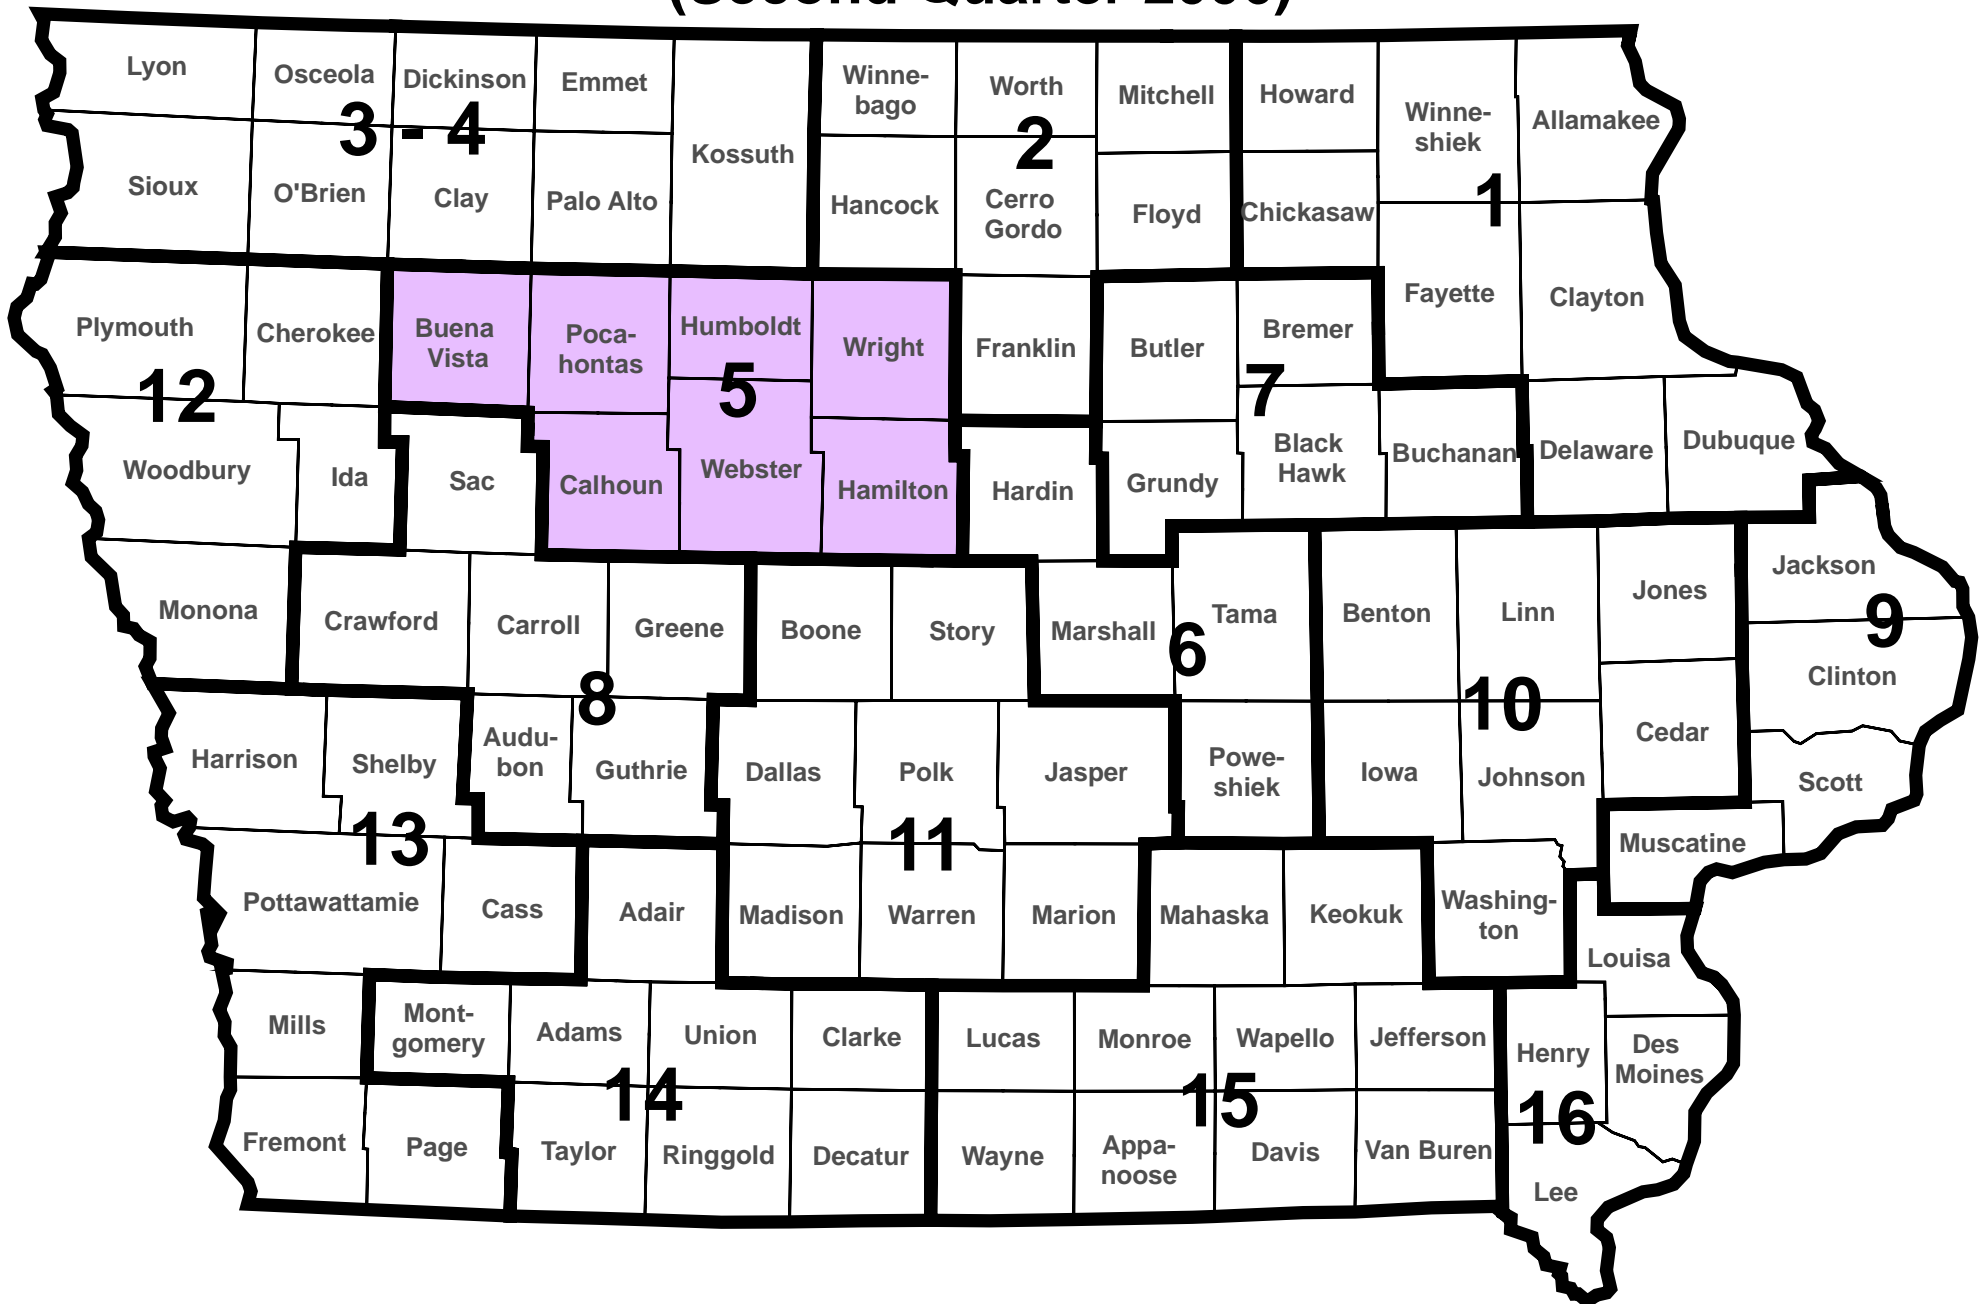 (Second Quarter
Lyon
Osceola
Dickinson
Emmet
Kossuth
Winne-
bago
Worth
Mitchell
Howard
Winne-
shiek
Allamakee
3 - 4
2
1
Sioux
O'Brien
Clay
Palo Alto
Hancock
Cerro
Gordo
Floyd
Chickasaw
Plymouth
Cherokee
Buena
Vista
Poca-
hontas
Humboldt
Wright
Franklin
Butler
Bremer
Fayette
Clayton
12
5
7
Woodbury
Ida
Sac
Calhoun
Webster
Hamilton
Hardin
Grundy
Black
Hawk
Buchanan
Delaware
Dubuque
Monona
Crawford
Carroll
Greene
Boone
Story
Marshall
Tama
Benton
Linn
Jones
Jackson
8
6
10
9
Clinton
Harrison
Shelby
Audu-
bon
Guthrie
Dallas
Polk
Jasper
Powe-
shiek
Iowa
Johnson
Cedar
Scott
13
11
Muscatine
Pottawattamie
Cass
Adair
Madison
Warren
Marion
Mahaska
Keokuk
Washing-
ton
Louisa
Mills
Mont-
gomery
Adams
Union
Clarke
Lucas
Monroe
Wapello
Jefferson
Henry
Des
Moines
14
15
16
Fremont
Page
Taylor
Ringgold
Decatur
Wayne
Appa-
noose
Davis
Van Buren
Lee